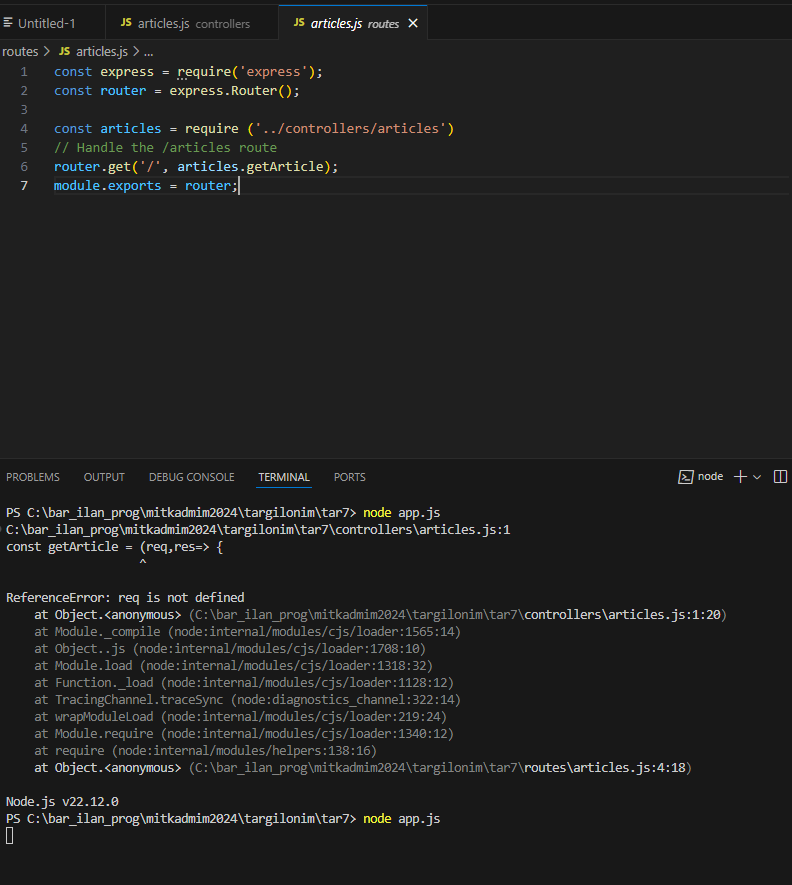 Untitled-1
JS articles.js controllers
JS articles.js routes
routes > JS articles.js > ...
1 const express = require('express');
2 const router = express.Router();
3
4 const articles = require ('../controllers/articles')
5 // Handle the /articles route
6 router.get('/', articles.getArticle);
7 module.exports = router;
PROBLEMS OUTPUT DEBUG CONSOLE TERMINAL PORTS
node
PS C:\bar_ilan_prog\mitkadmim2024\targilonim\tar7> node app.js
C:\bar_ilan_prog\mitkadmim2024\targilonim\tar7\controllers\articles.js:1
const getArticle = (req,res=> {
^
ReferenceError: req is not defined
at Object.<anonymous> (C:\bar_ilan_prog\mitkadmim2024\targilonim\tar7\controllers\articles.js:1:20)
at Module._compile (node:internal/modules/cjs/loader:1565:14)
at Object..js (node:internal/modules/cjs/loader:1708:10)
at Module.load (node:internal/modules/cjs/loader:1318:32)
at Function._load (node:internal/modules/cjs/loader:1128:12)
at TracingChannel.traceSync (node:diagnostics_channel:322:14)
at wrapModuleLoad (node:internal/modules/cjs/loader:219:24)
at Module.require (node:internal/modules/cjs/loader:1340:12)
at require (node:internal/modules/helpers:138:16)
at Object.<anonymous> (C:\bar_ilan_prog\mitkadmim2024\targilonim\tar7\routes\articles.js:4:18)
Node.js v22.12.0
PS C:\bar_ilan_prog\mitkadmim2024\targilonim\tar7> node app.js